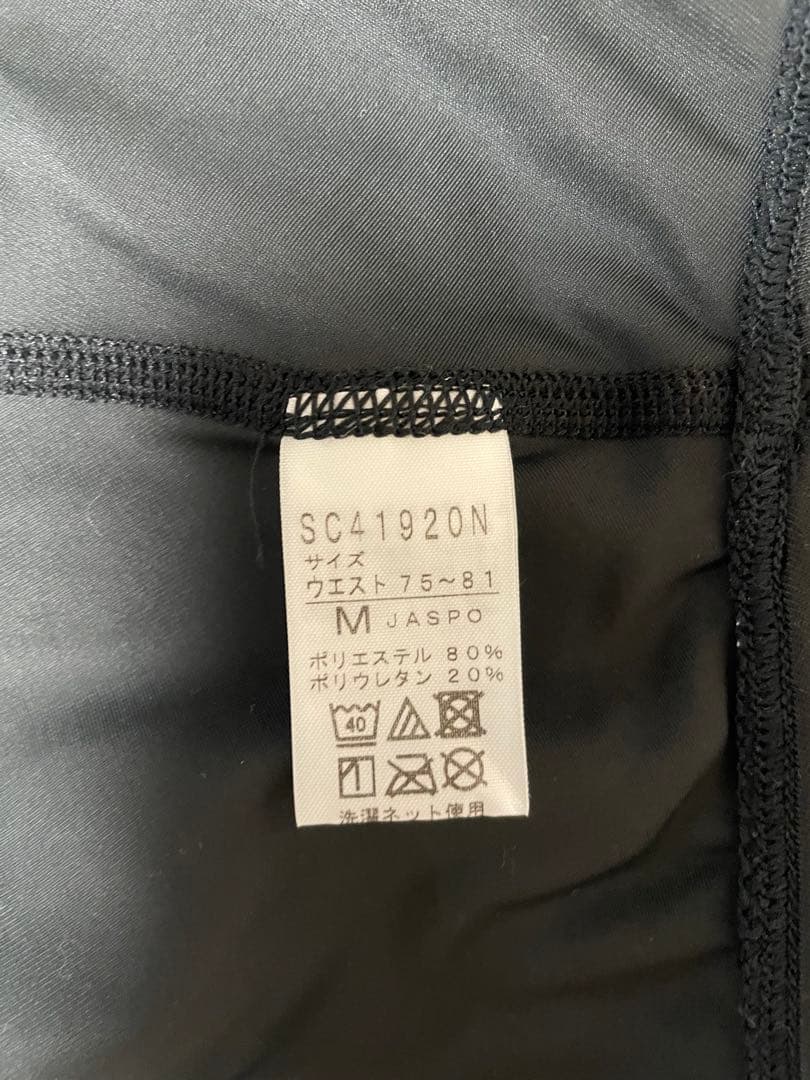 SC41920N
サイズ
ウエスト 75~81
M JASPO
ポリエステル 80%
ポリウレタン 20%
40
洗濯ネット使用